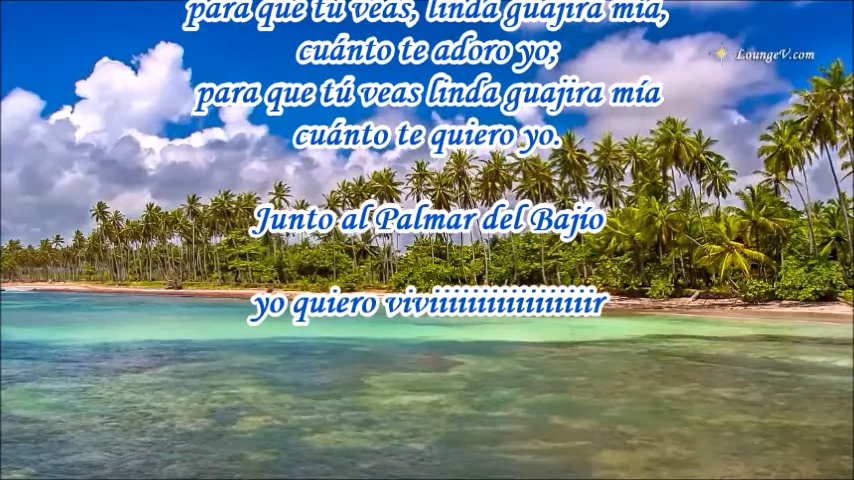 para que tú veas, linda guajira mía,
cuánto te adoro yo;
para que tú veas linda guajira mía
cuánto te quiero yo.
Junto al Palmar del Bajío
yo quiero viviiiiiiiiiiiiiiiir
LoungeV.com